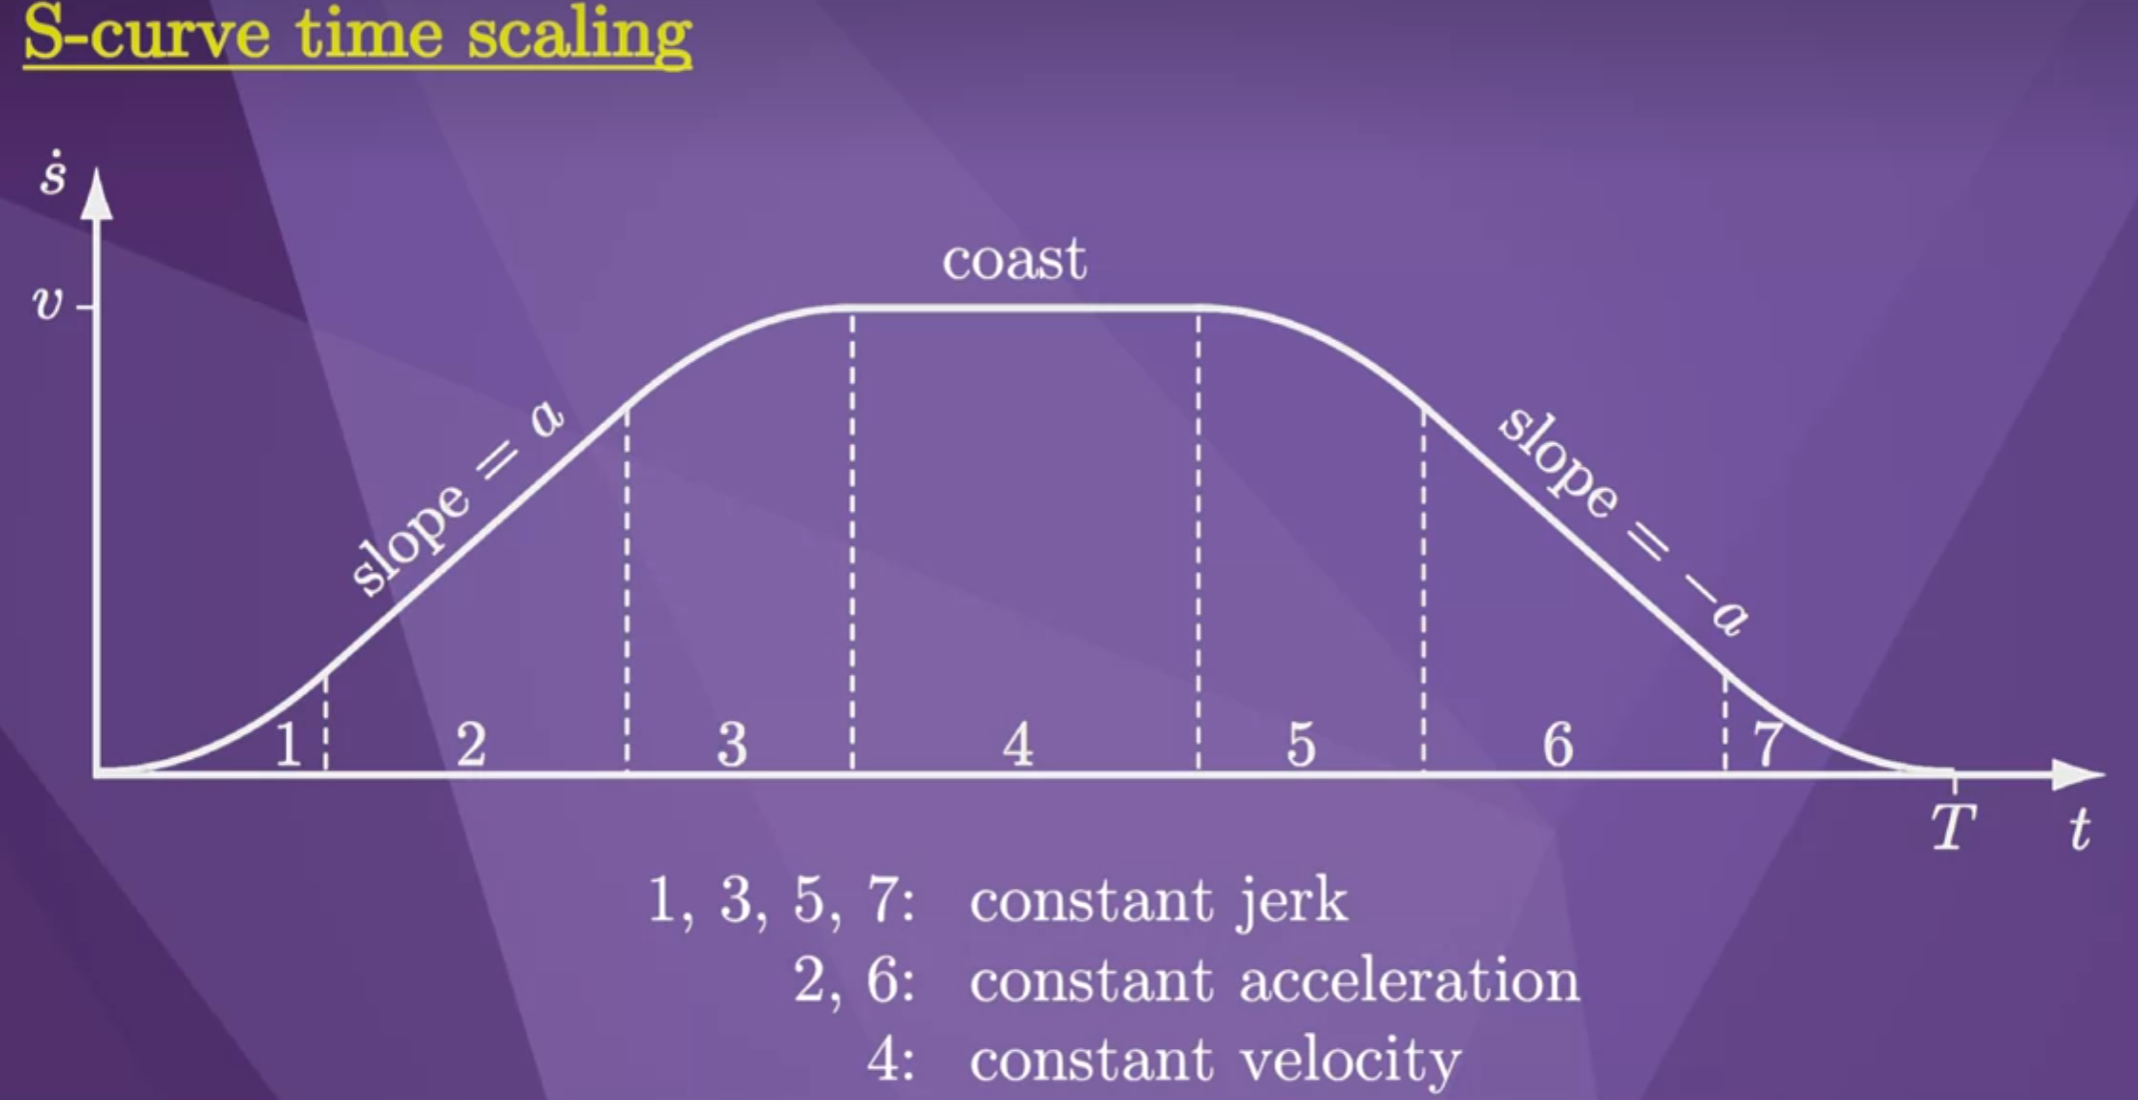 S-curve time scaling
ṡ
coast
v
slope = a
slope = −a
1 2 3 4 5 6 7
T t
1, 3, 5, 7: constant jerk
2, 6: constant acceleration
4: constant velocity